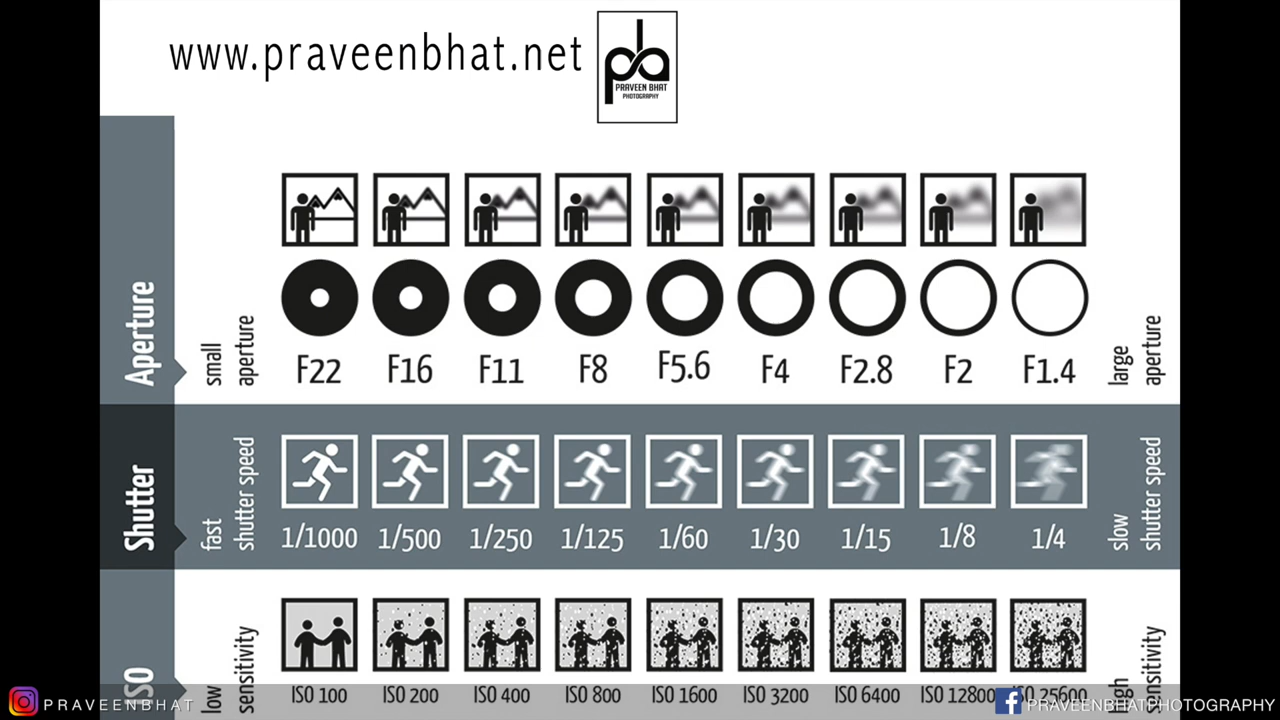 www.praveenbhat.net
PRAVEEN BHAT
PHOTOGRAPHY
Aperture
small
aperture
F22 F16 F11 F8 F5.6 F4 F2.8 F2 F1.4
large
aperture
Shutter
fast
shutter speed
1/1000 1/500 1/250 1/125 1/60 1/30 1/15 1/8 1/4
slow
shutter speed
ISO
low
sensitivity
ISO 100 ISO 200 ISO 400 ISO 800 ISO 1600 ISO 3200 ISO 6400 ISO 12800 ISO 25600
high
sensitivity
PRAVEENBHAT
PRAVEENBHATPHOTOGRAPHY